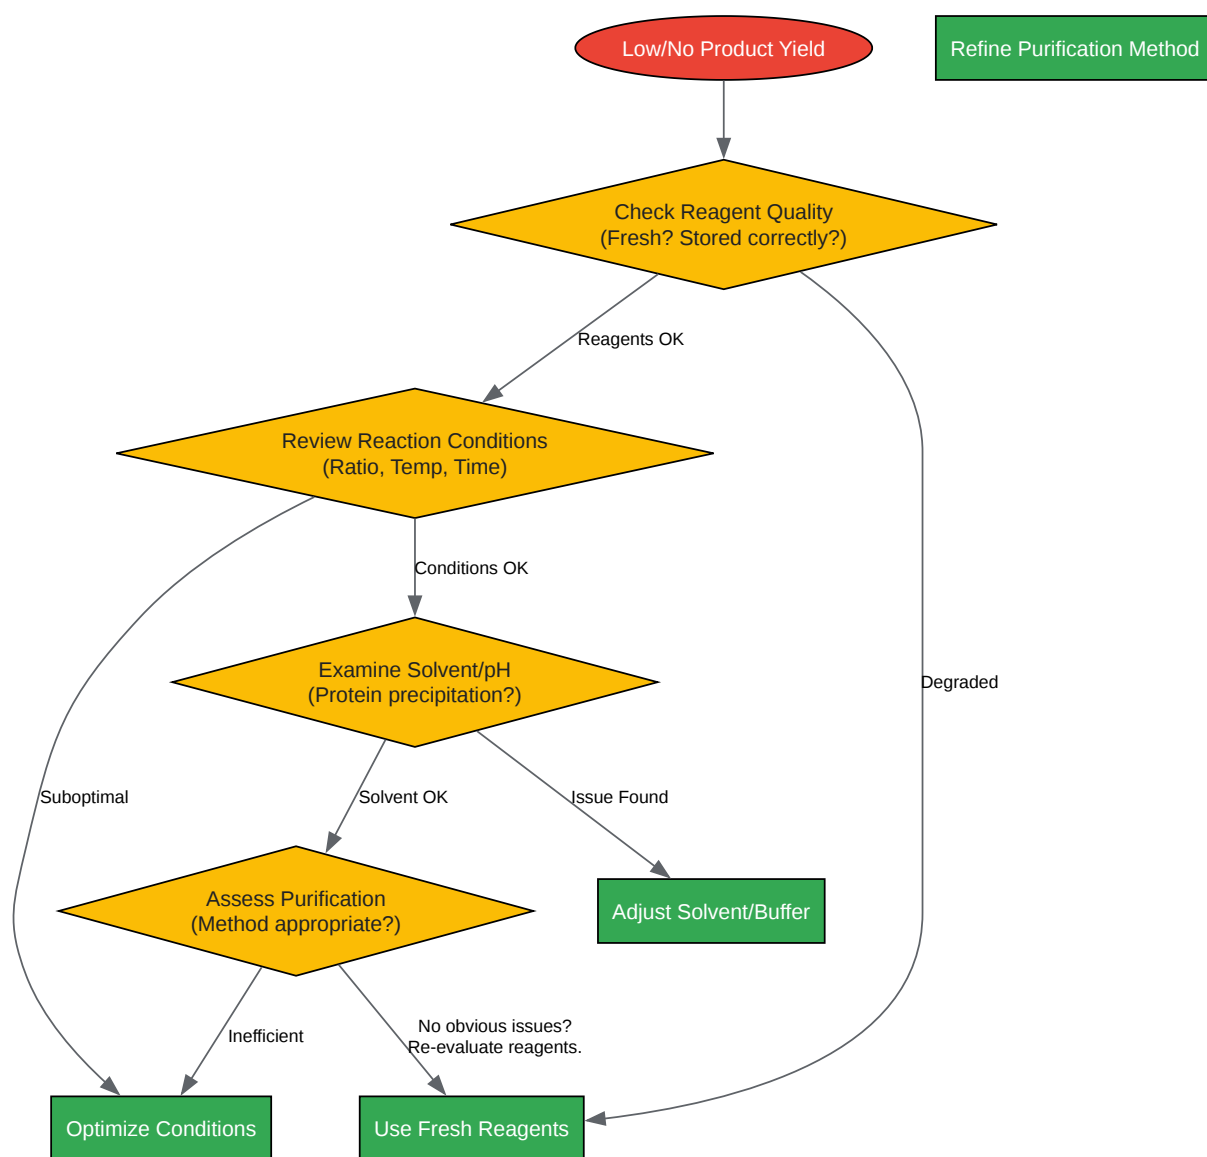 Low/No Product Yield
Refine Purification Method
Check Reagent Quality
(Fresh? Stored correctly?)
Reagents OK
Review Reaction Conditions
(Ratio, Temp, Time)
Conditions OK
Examine Solvent/pH
(Protein precipitation?)
Degraded
Suboptimal
Solvent OK
Issue Found
Assess Purification
(Method appropriate?)
Adjust Solvent/Buffer
Inefficient
No obvious issues?
Re-evaluate reagents.
Optimize Conditions
Use Fresh Reagents